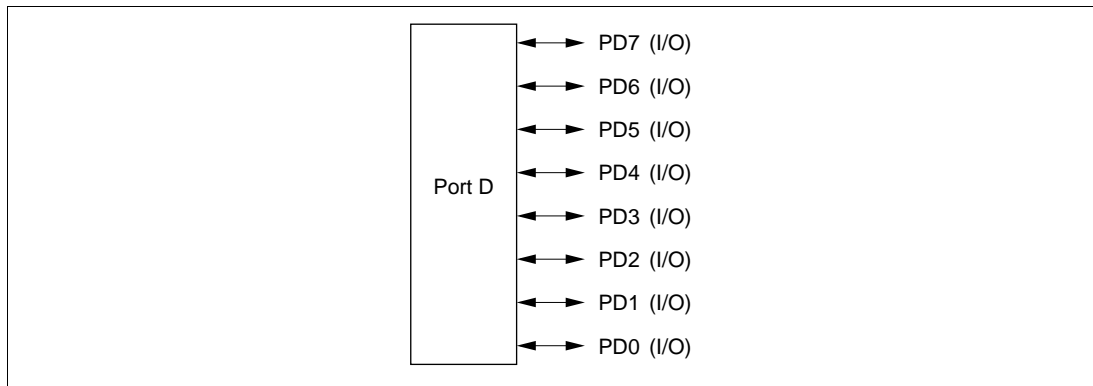 PD7 (I/O)
PD6 (I/O)
PD5 (I/O)
PD4 (I/O)
Port D
PD3 (I/O)
PD2 (I/O)
PD1 (I/O)
PD0 (I/O)